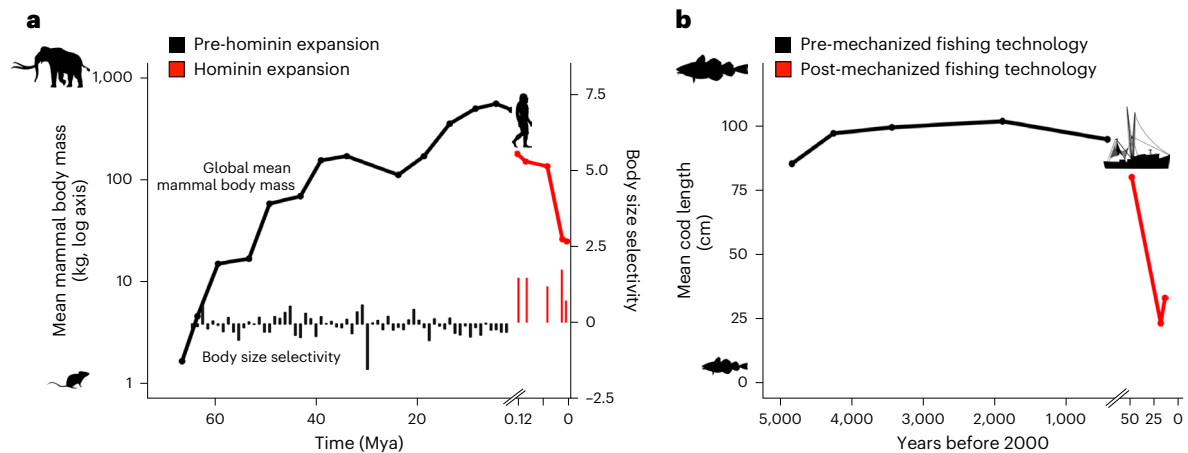 a
Pre-hominin expansion
Hominin expansion
Mean mammal body mass
(kg, log axis)
1,000
100
10
1
Global mean
mammal body mass
Body size selectivity
7.5
5.0
2.5
0
–2.5
Body size selectivity
60
40
20
0.12
0
Time (Mya)
b
Pre-mechanized fishing technology
Post-mechanized fishing technology
Mean cod length
(cm)
100
75
50
25
0
5,000
4,000
3,000
2,000
1,000
50
25
0
Years before 2000